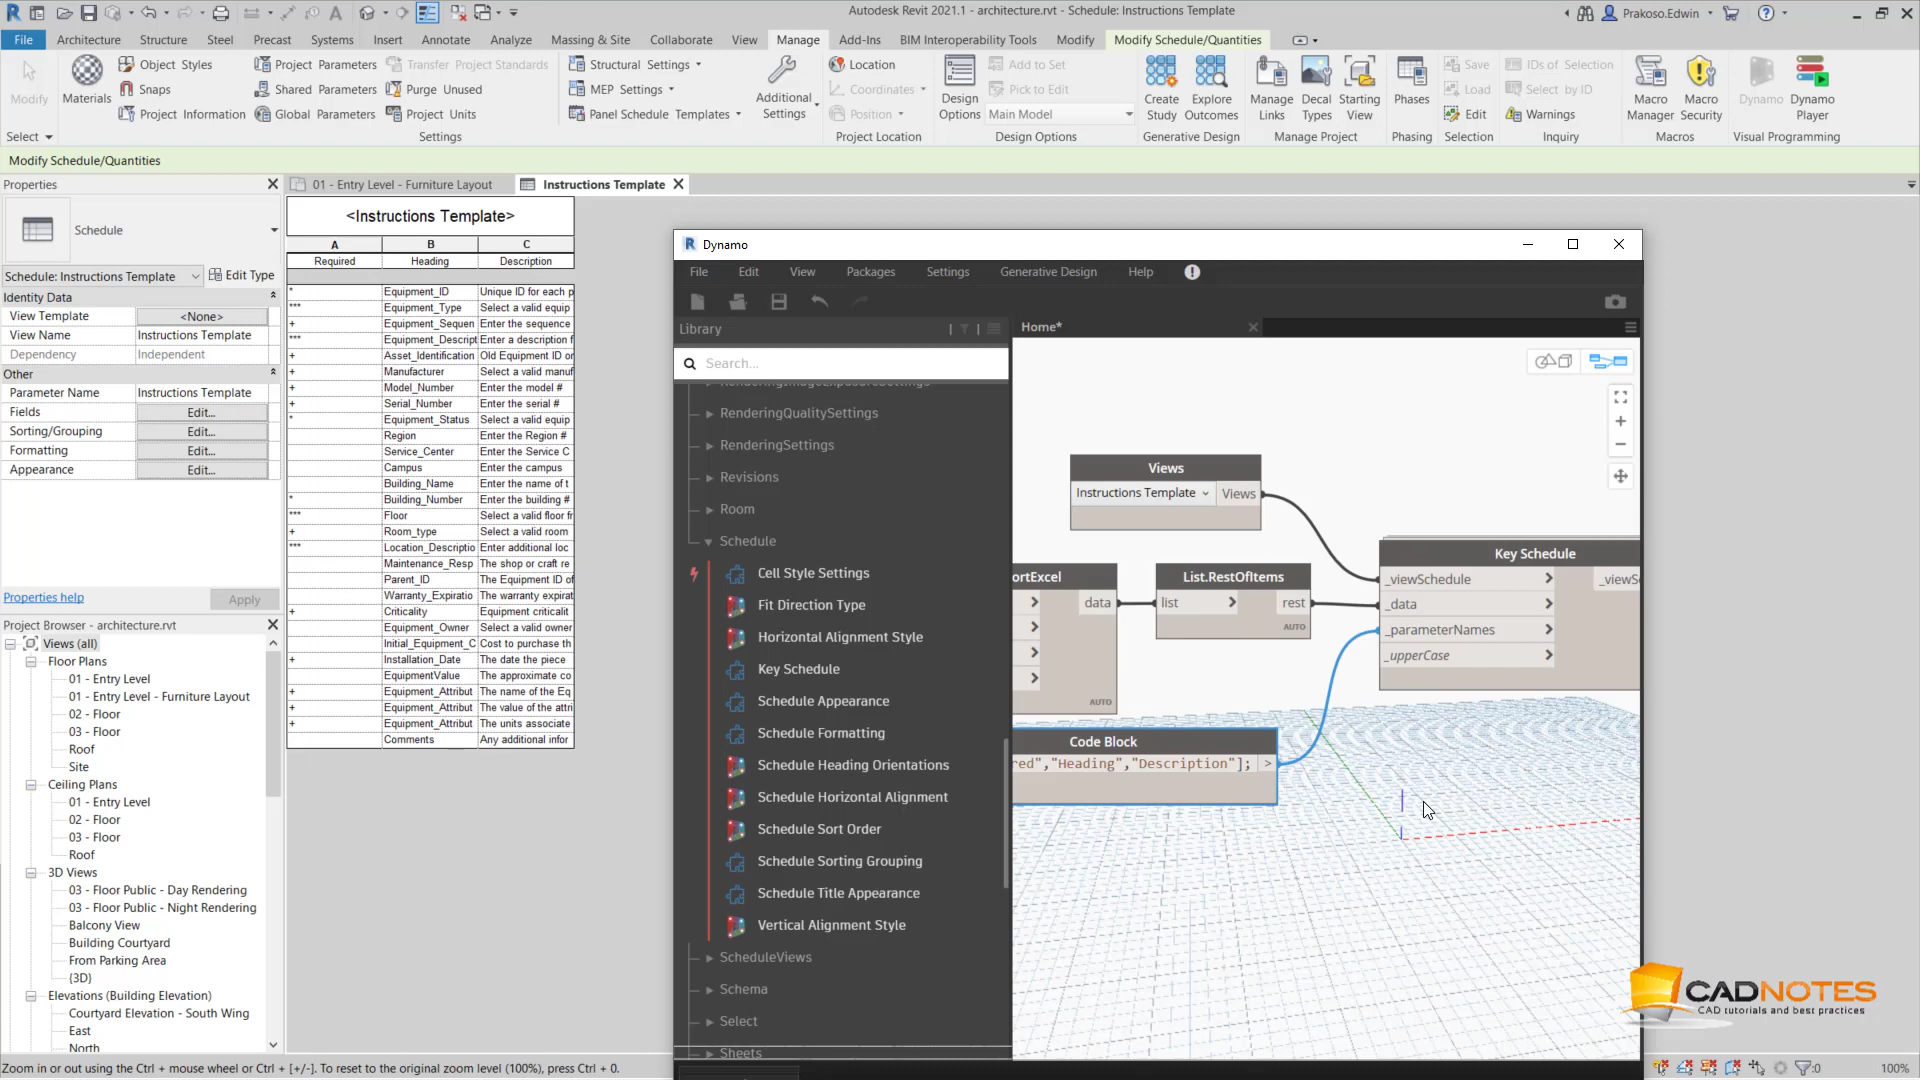 Autodesk Revit 2021.1 - architecture.rvt - Schedule: Instructions Template
Prakoso.Edwin
File Architecture Structure Steel Precast Systems Insert Annotate Analyze Massing & Site Collaborate View Manage Add-Ins BIM Interoperability Tools Modify Modify Schedule/Quantities
Modify
Select
Materials
Object Styles
Snaps
Project Information
Project Parameters
Shared Parameters
Global Parameters
Transfer Project Standards
Purge Unused
Project Units
Settings
Structural Settings
MEP Settings
Panel Schedule Templates
Additional Settings
Location
Coordinates
Position
Project Location
Design Options
Add to Set
Pick to Edit
Main Model
Design Options
Create Study
Explore Outcomes
Generative Design
Manage Links
Decal Types
Starting View
Manage Project
Phases
Phasing
Save
Load
Edit
Selection
IDs of Selection
Select by ID
Warnings
Inquiry
Macro Manager
Macro Security
Macros
Dynamo
Dynamo Player
Visual Programming
Modify Schedule/Quantities
Properties
Schedule
Schedule: Instructions Template
Edit Type
Identity Data
View Template <None>
View Name Instructions Template
Dependency Independent
Other
Parameter Name Instructions Template
Fields Edit...
Sorting/Grouping Edit...
Formatting Edit...
Appearance Edit...
Properties help
Apply
Project Browser - architecture.rvt
Views (all)
Floor Plans
01 - Entry Level
01 - Entry Level - Furniture Layout
02 - Floor
03 - Floor
Roof
Site
Ceiling Plans
01 - Entry Level
02 - Floor
03 - Floor
Roof
3D Views
03 - Floor Public - Day Rendering
03 - Floor Public - Night Rendering
Balcony View
Building Courtyard
From Parking Area
{3D}
Elevations (Building Elevation)
Courtyard Elevation - South Wing
East
North
01 - Entry Level - Furniture Layout
Instructions Template
<Instructions Template>
A B C
Required Heading Description
* Equipment_ID Unique ID for each p
*** Equipment_Type Select a valid equip
+ Equipment_Sequen Enter the sequence
*** Equipment_Descript Enter a description f
+ Asset_Identification Old Equipment ID or
+ Manufacturer Select a valid manuf
+ Model_Number Enter the model #
+ Serial_Number Enter the serial #
* Equipment_Status Select a valid equip
Region Enter the Region #
Service_Center Enter the Service C
Campus Enter the campus
Building_Name Enter the name of t
* Building_Number Enter the building #
*** Floor Select a valid floor fr
+ Room_type Select a valid room
*** Location_Descriptio Enter additional loc
Maintenance_Resp The shop or craft re
Parent_ID The Equipment ID of
Warranty_Expiratio The warranty expirat
+ Criticality Equipment criticalit
Equipment_Owner Select a valid owner
Initial_Equipment_C Cost to purchase th
+ Installation_Date The date the piece
EquipmentValue The approximate co
+ Equipment_Attribut The name of the Eq
+ Equipment_Attribut The value of the attri
+ Equipment_Attribut The units associate
Comments Any additional infor
Dynamo
File Edit View Packages Settings Generative Design Help
Library
Search...
RenderingImageExposureSettings
RenderingQualitySettings
RenderingSettings
Revisions
Room
Schedule
Cell Style Settings
Fit Direction Type
Horizontal Alignment Style
Key Schedule
Schedule Appearance
Schedule Formatting
Schedule Heading Orientations
Schedule Horizontal Alignment
Schedule Sort Order
Schedule Sorting Grouping
Schedule Title Appearance
Vertical Alignment Style
ScheduleViews
Schema
Select
Sheets
Home*
Views
Instructions Template Views
ortExcel
data
AUTO
List.RestOfItems
list > rest
AUTO
Key Schedule
_viewSchedule > _viewSc
_data >
_parameterNames >
_upperCase >
Code Block
red","Heading","Description"]; >
CADNOTES
CAD tutorials and best practices
Zoom in or out using the Ctrl + mouse wheel or Ctrl + [+/-]. To reset to the original zoom level (100%), press Ctrl + 0.
:0
100%